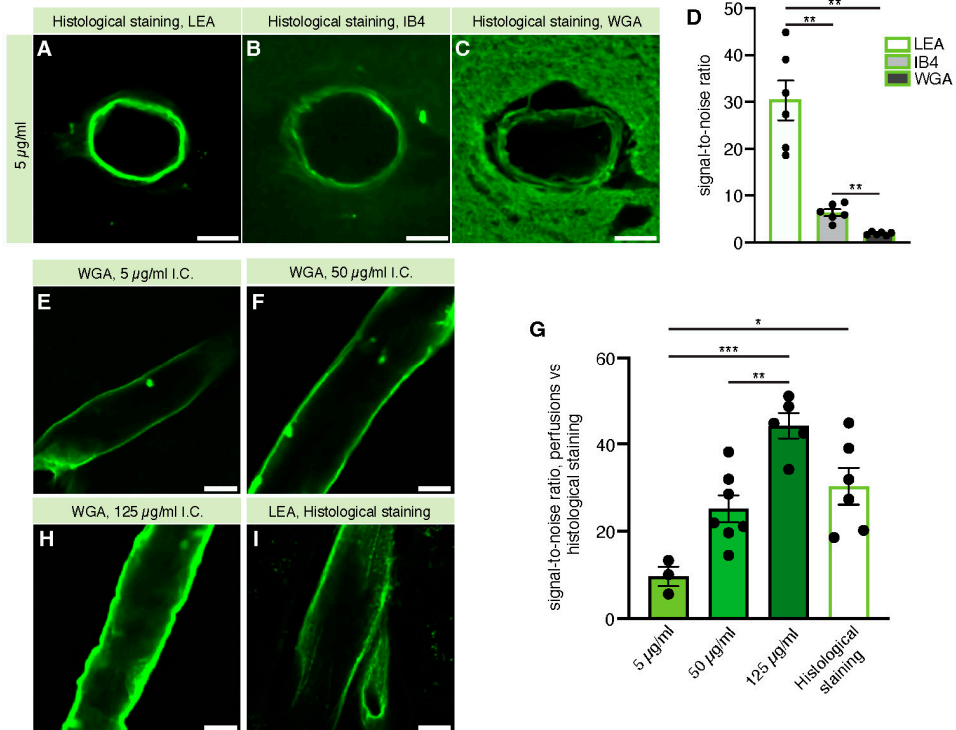 Histological staining, LEA
Histological staining, IB4
Histological staining, WGA
5 µg/ml
A
B
C
D
signal-to-noise ratio
50
40
30
20
10
0
**
**
**
LEA
IB4
WGA
WGA, 5 µg/ml I.C.
WGA, 50 µg/ml I.C.
E
F
WGA, 125 µg/ml I.C.
LEA, Histological staining
H
I
G
signal-to-noise ratio, perfusions vs
histological staining
60
40
20
0
*
***
**
5 µg/ml
50 µg/ml
125 µg/ml
Histological
staining